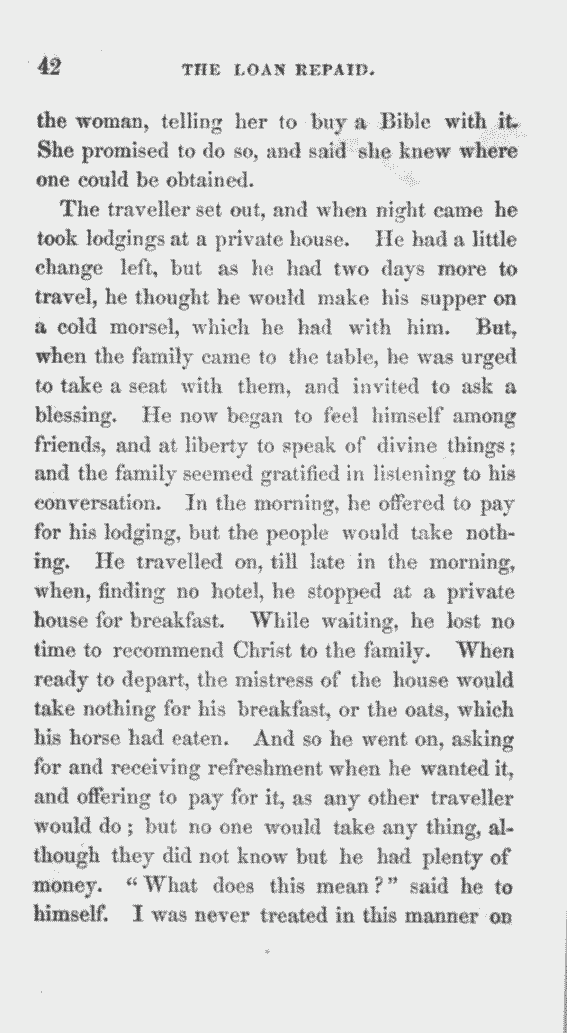 42 THE LOAN REPAID.
the woman, telling her to buy a Bible with it.
She promised to do so, and said she knew where
one could be obtained.
The traveller set out, and when night came he
took lodgings at a private house. He had a little
change left, but as he had two days more to
travel, he thought he would make his supper on
a cold morsel, which he had with him. But,
when the family came to the table, he was urged
to take a seat with them, and invited to ask a
blessing. He now began to feel himself among
friends, and at liberty to speak of divine things;
and the family seemed gratified in listening to his
conversation. In the morning, he offered to pay
for his lodging, but the people would take noth-
ing. He travelled on, till late in the morning,
when, finding no hotel, he stopped at a private
house for breakfast. While waiting, he lost no
time to recommend Christ to the family. When
ready to depart, the mistress of the house would
take nothing for his breakfast, or the oats, which
his horse had eaten. And so he went on, asking
for and receiving refreshment when he wanted it,
and offering to pay for it, as any other traveller
would do; but no one would take any thing, al-
though they did not know but he had plenty of
money. "What does this mean?" said he to
himself. I was never treated in this manner on